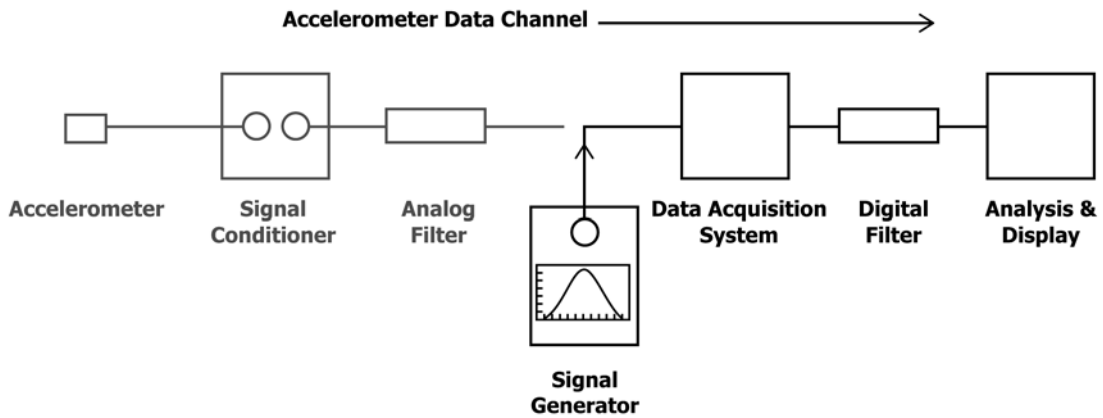 Accelerometer Data Channel
Accelerometer
Signal
Conditioner
Analog
Filter
Data Acquisition
System
Digital
Filter
Analysis &
Display
Signal
Generator